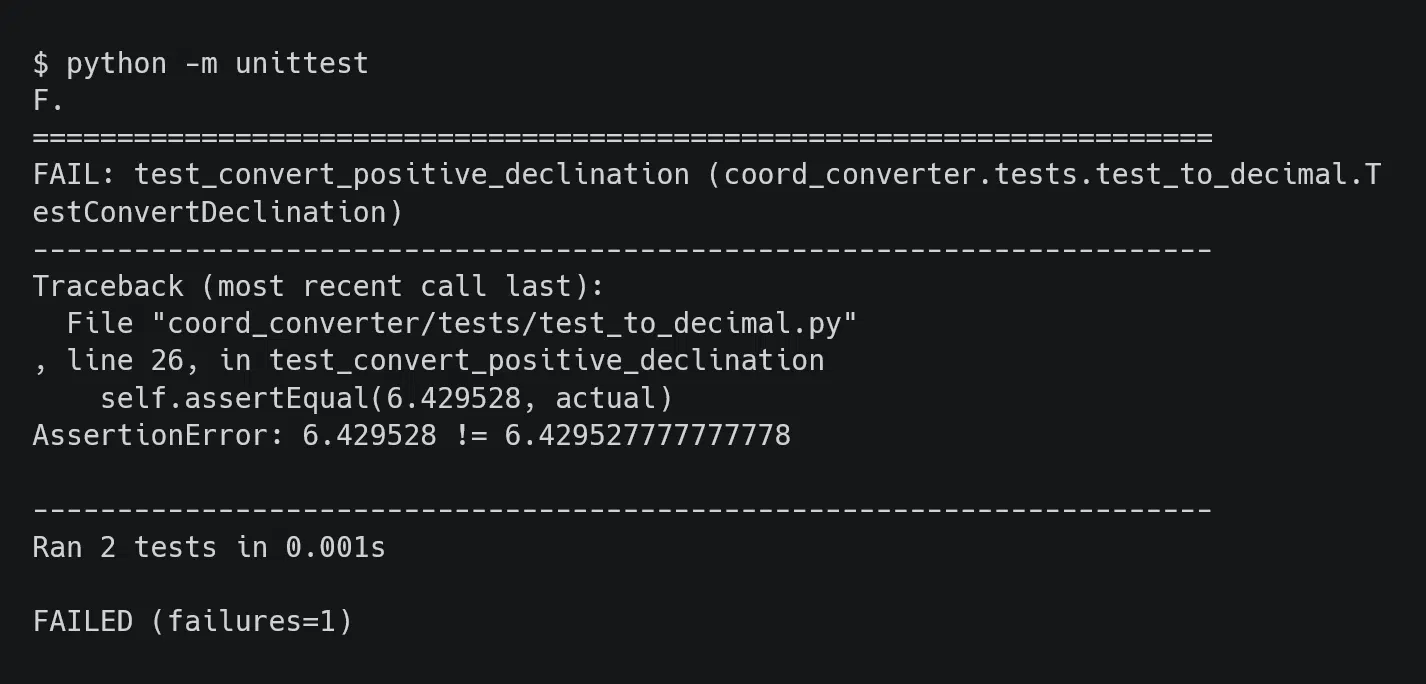 $ python -m unittest
F.
======================================================================
FAIL: test_convert_positive_declination (coord_converter.tests.test_to_decimal.T
estConvertDeclination)
----------------------------------------------------------------------
Traceback (most recent call last):
  File "coord_converter/tests/test_to_decimal.py"
, line 26, in test_convert_positive_declination
    self.assertEqual(6.429528, actual)
AssertionError: 6.429528 != 6.429527777777778

----------------------------------------------------------------------
Ran 2 tests in 0.001s

FAILED (failures=1)